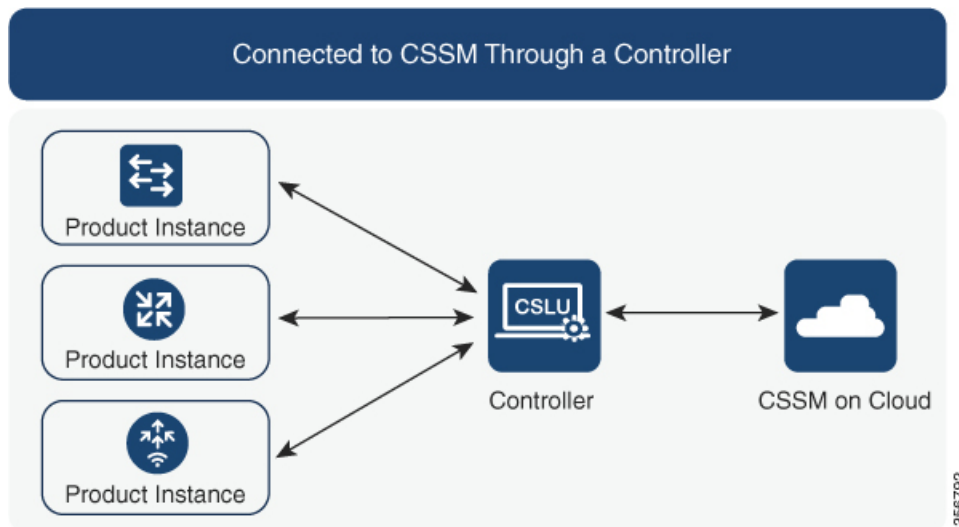 Connected to CSSM Through a Controller
Product Instance
Product Instance
Product Instance
CSLU
Controller
CSSM on Cloud